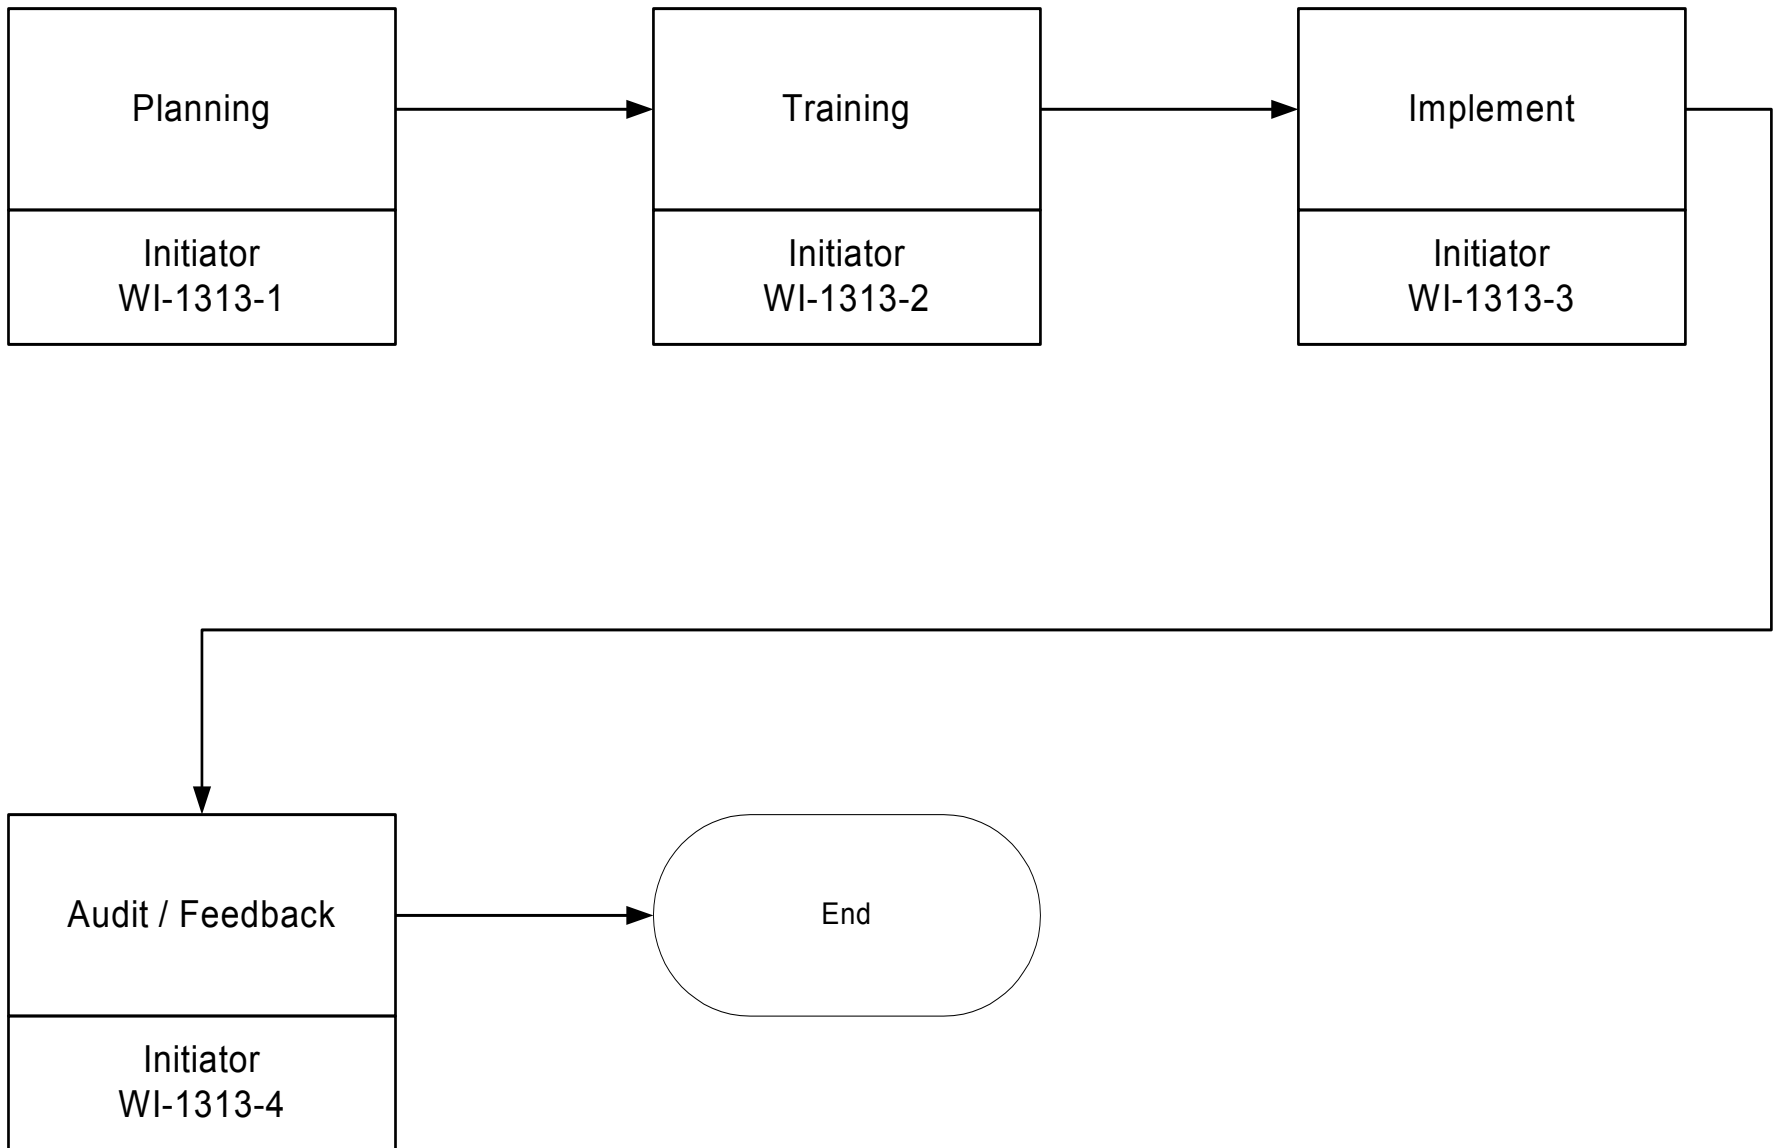 Planning
Initiator
WI-1313-1
Training
Initiator
WI-1313-2
Implement
Initiator
WI-1313-3
Audit / Feedback
Initiator
WI-1313-4
End